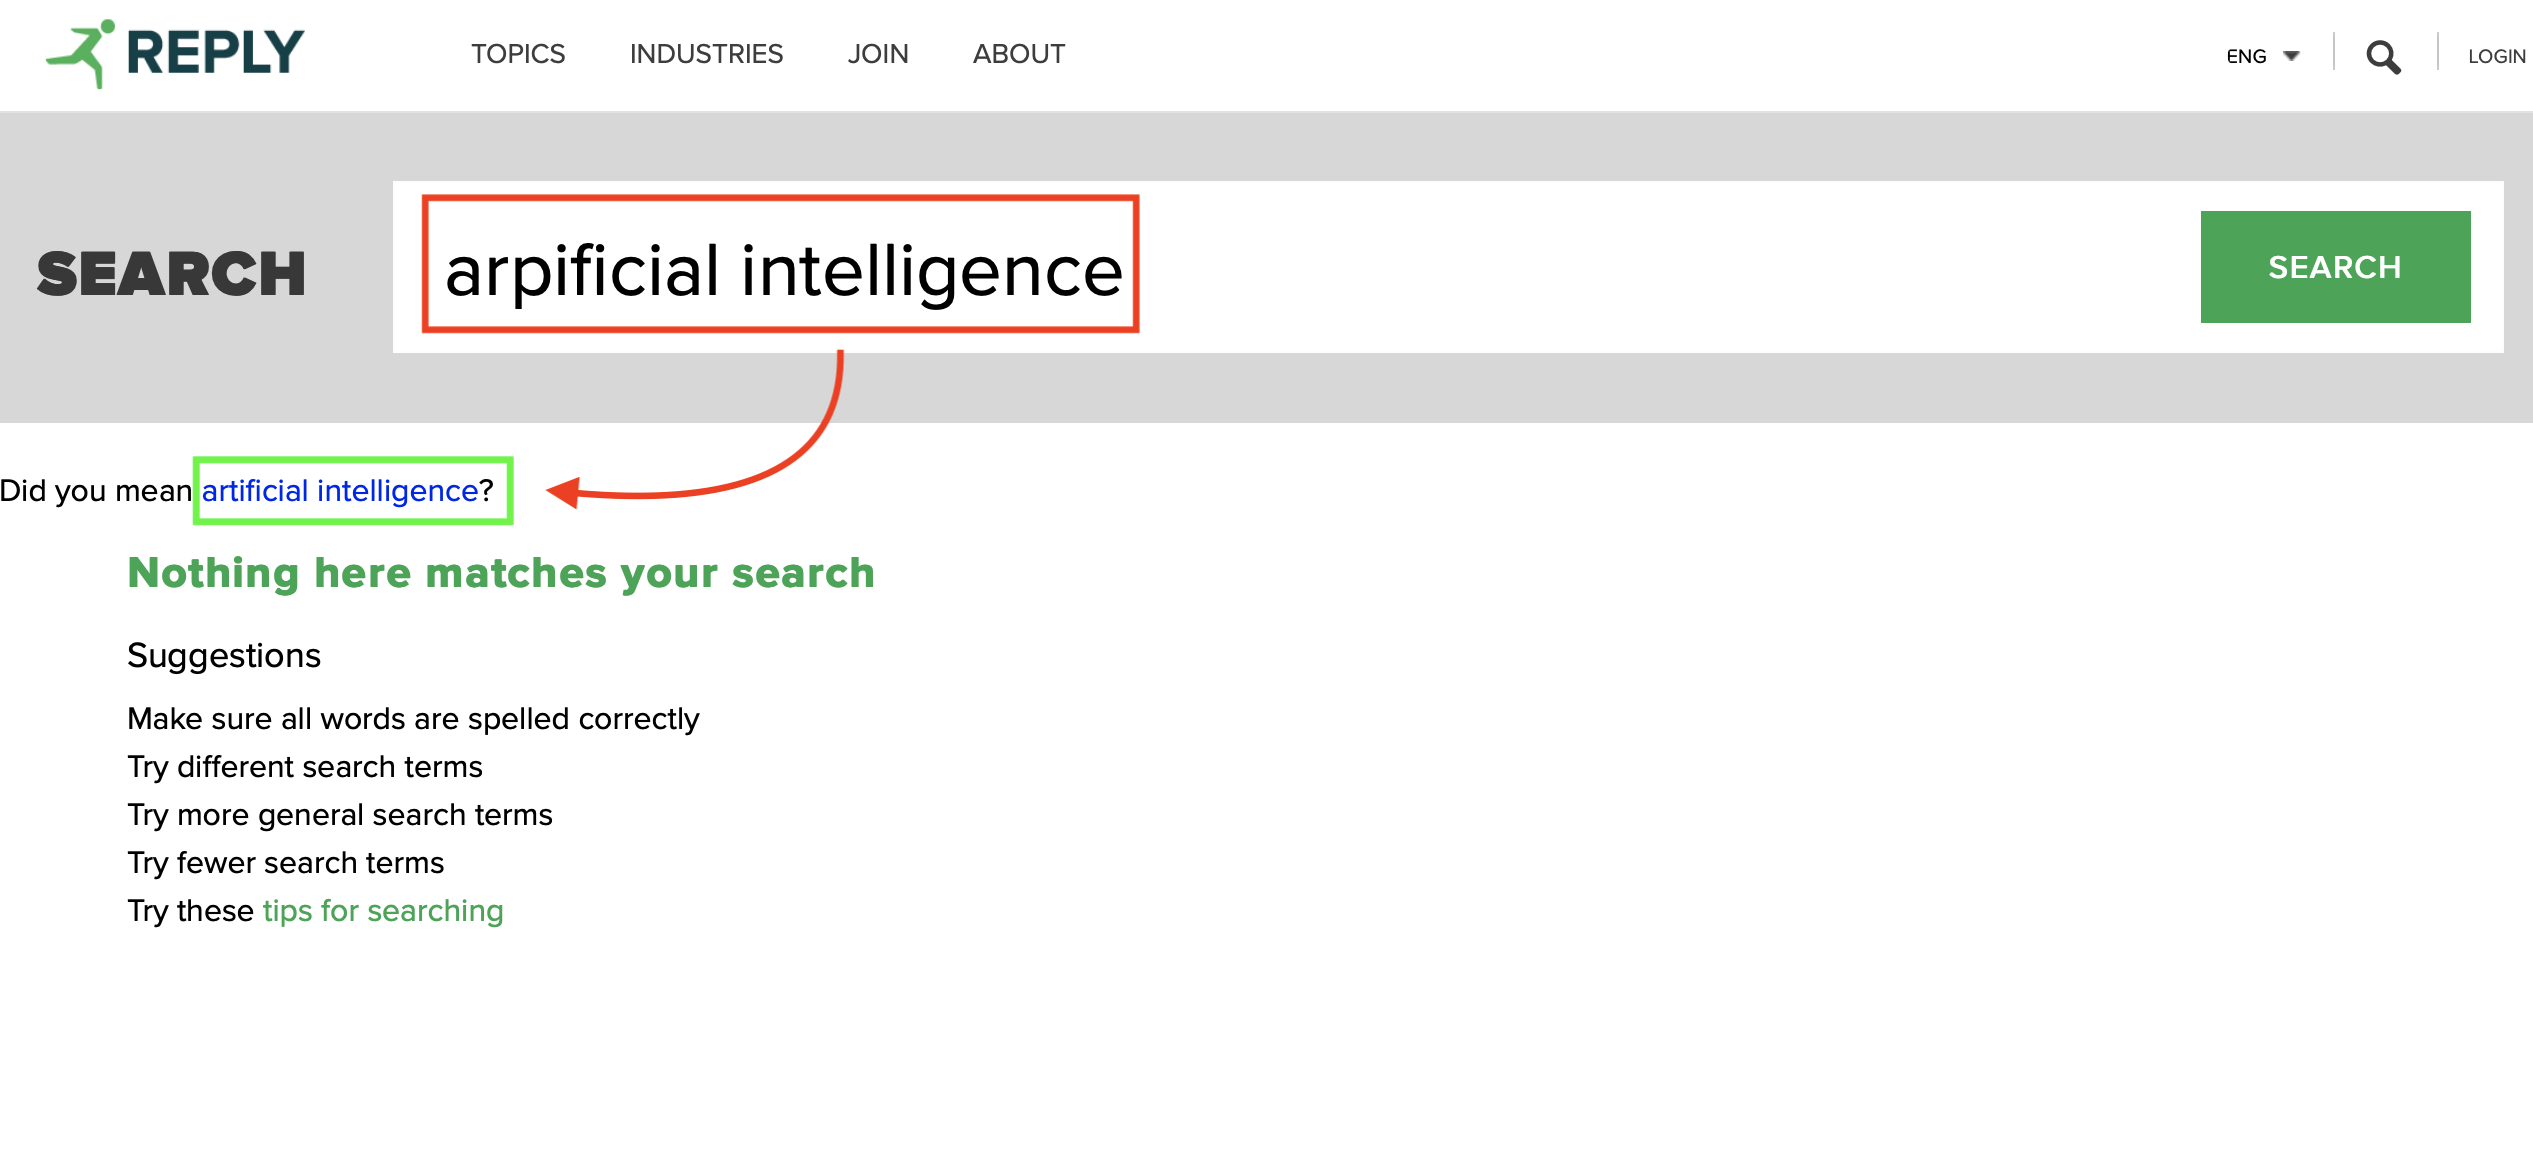 REPLY TOPICS INDUSTRIES JOIN ABOUT ENG LOGIN
SEARCH arpificial intelligence SEARCH
Did you mean artificial intelligence?
Nothing here matches your search
Suggestions
Make sure all words are spelled correctly
Try different search terms
Try more general search terms
Try fewer search terms
Try these tips for searching